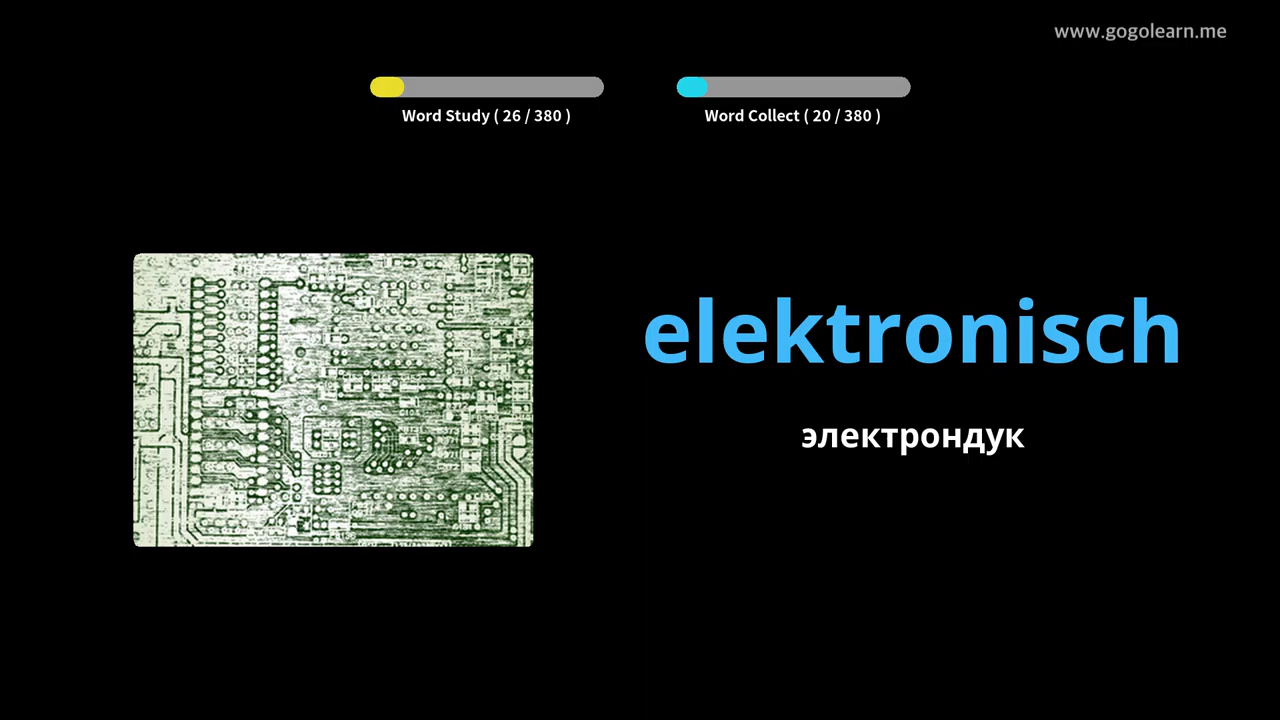 www.gogolearn.me
Word Study ( 26 / 380 )
Word Collect ( 20 / 380 )
elektronisch
электрондук